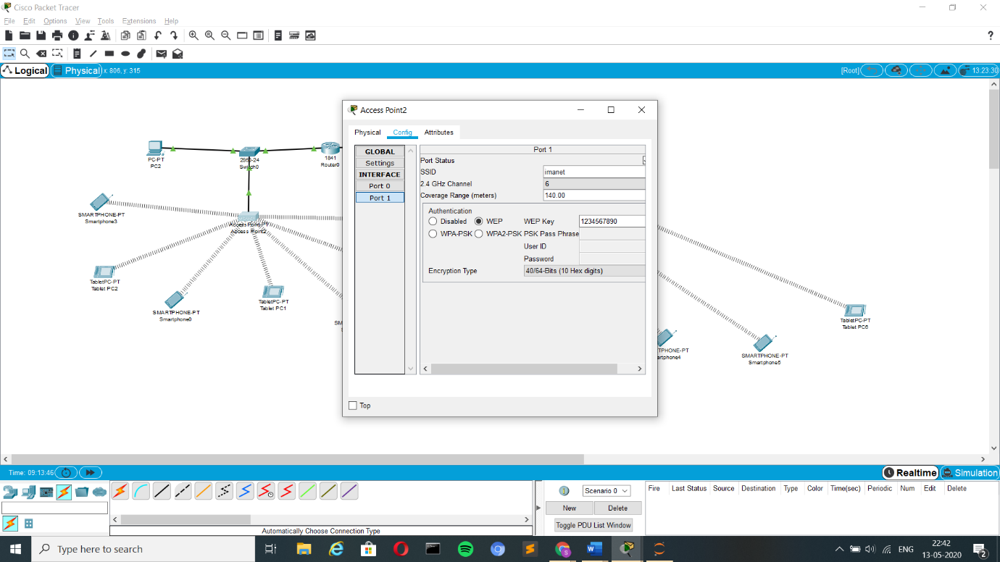 Cisco Packet Tracer
File Edit Options View Tools Extensions Help
?
Logical Physical x: 806, y: 315 [Root] 13:23:30
Access Point2
Physical Config Attributes
GLOBAL
Settings
INTERFACE
Port 0
Port 1
Port 1
Port Status
SSID imanet
2.4 GHz Channel 6
Coverage Range (meters) 140.00
Authentication
Disabled WEP WEP Key 1234567890
WPA-PSK WPA2-PSK PSK Pass Phrase
User ID
Password
Encryption Type 40/64-Bits (10 Hex digits)
Top
PC-PT
PC2
2950-24
Switch0
1841
Router0
SMARTPHONE-PT
Smartphone3
Access Point-PT
Access Point2
TabletPC-PT
Tablet PC2
SMARTPHONE-PT
Smartphone0
TabletPC-PT
Tablet PC1
SM
TPHONE-PT
artphone4
SMARTPHONE-PT
Smartphone5
TabletPC-PT
Tablet PC6
Time: 09:13:46 Realtime Simulation
Scenario 0
New Delete
Toggle PDU List Window
Fire Last Status Source Destination Type Color Time(sec) Periodic Num Edit Delete
Automatically Choose Connection Type
Type here to search
ENG
22:42
13-05-2020
2